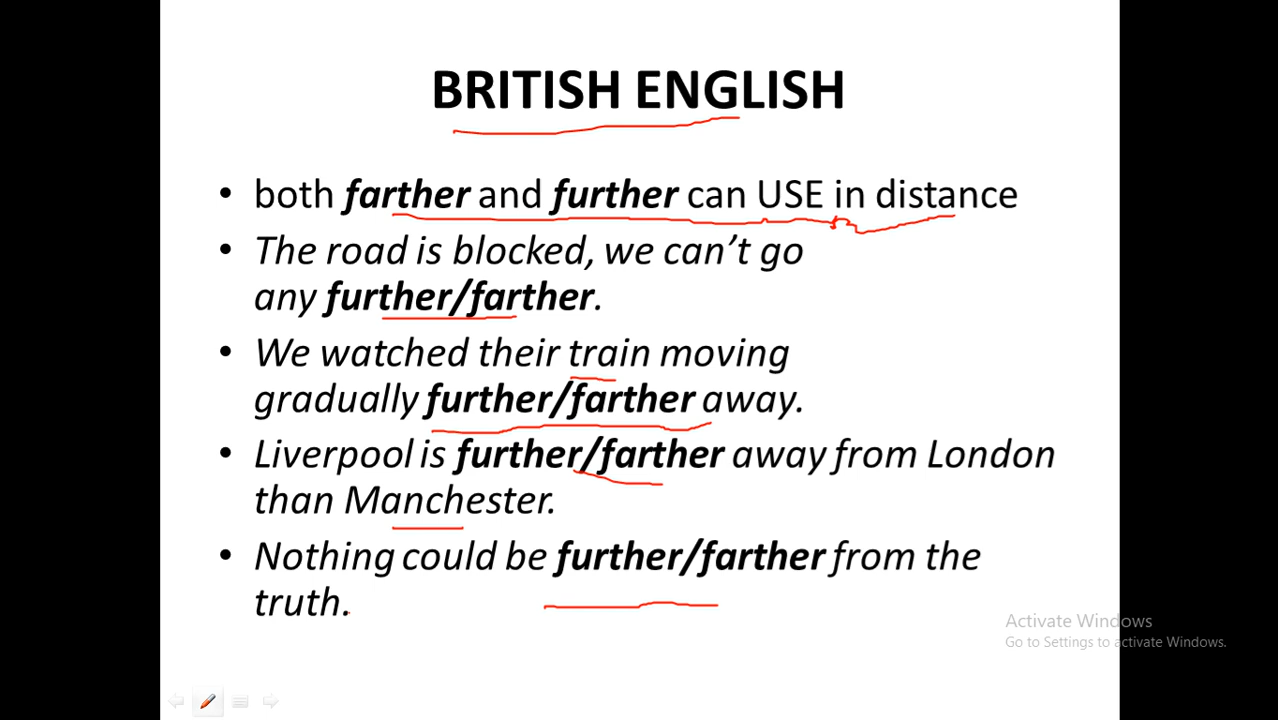 BRITISH ENGLISH
• both farther and further can USE in distance
• The road is blocked, we can’t go
any further/farther.
• We watched their train moving
gradually further/farther away.
• Liverpool is further/farther away from London
than Manchester.
• Nothing could be further/farther from the
truth.
Activate Windows
Go to Settings to activate Windows.